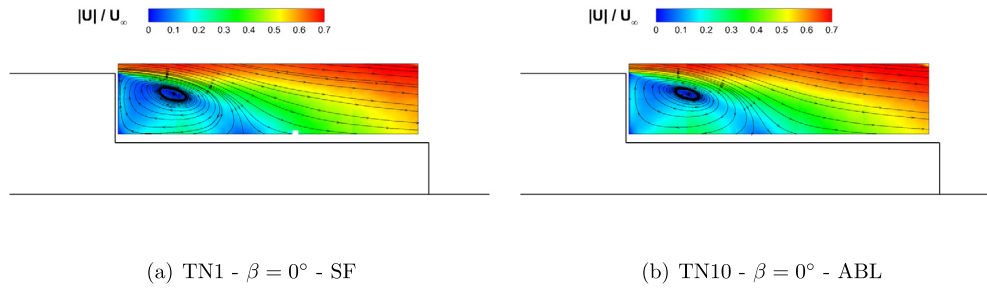 |U| / U∞
0 0.1 0.2 0.3 0.4 0.5 0.6 0.7
|U| / U∞
0 0.1 0.2 0.3 0.4 0.5 0.6 0.7
(a) TN1 - β = 0° - SF
(b) TN10 - β = 0° - ABL